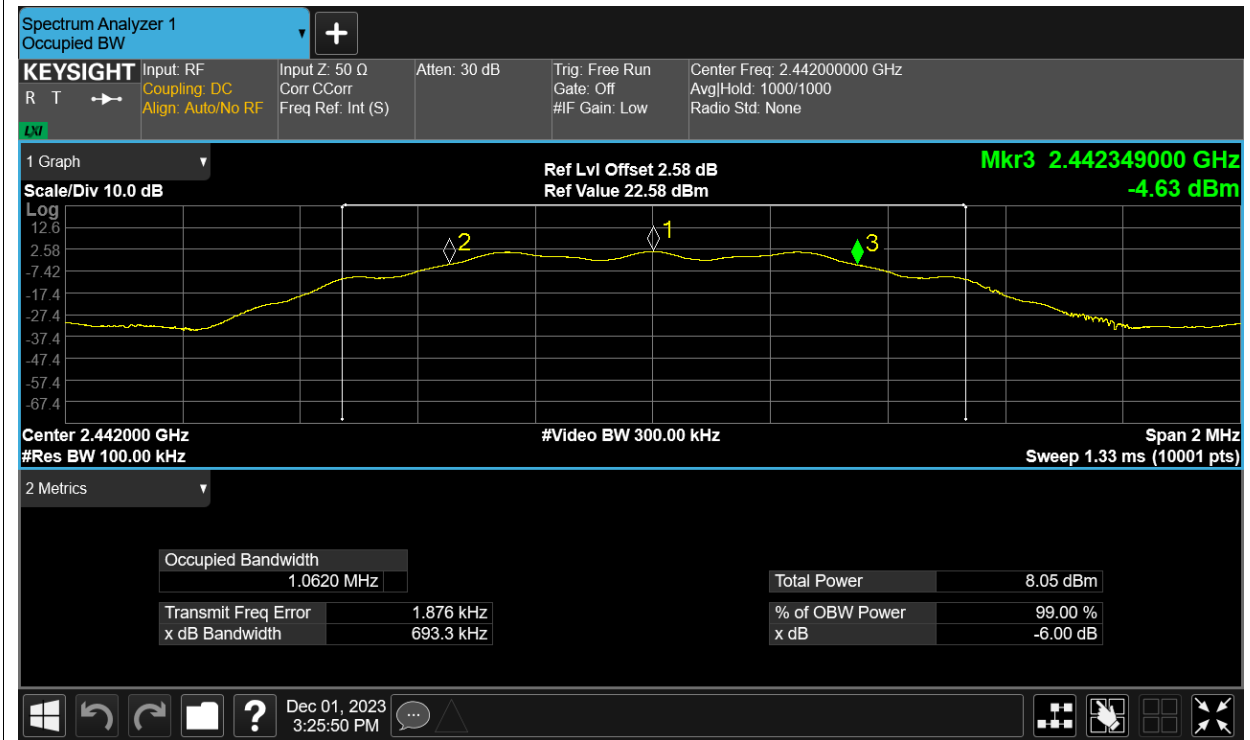 Spectrum Analyzer 1
Occupied BW
KEYSIGHT
R T
LXI
Input: RF
Coupling: DC
Align: Auto/No RF
Input Z: 50 Ω
Corr CCorr
Freq Ref: Int (S)
Atten: 30 dB
Trig: Free Run
Gate: Off
#IF Gain: Low
Center Freq: 2.442000000 GHz
Avg|Hold: 1000/1000
Radio Std: None
1 Graph
Scale/Div 10.0 dB
Ref Lvl Offset 2.58 dB
Ref Value 22.58 dBm
Mkr3 2.442349000 GHz
-4.63 dBm
Log
12.6
2.58
-7.42
-17.4
-27.4
-37.4
-47.4
-57.4
-67.4
2
1
3
Center 2.442000 GHz
#Video BW 300.00 kHz
Span 2 MHz
#Res BW 100.00 kHz
Sweep 1.33 ms (10001 pts)
2 Metrics
Occupied Bandwidth
1.0620 MHz
Transmit Freq Error 1.876 kHz
x dB Bandwidth 693.3 kHz
Total Power 8.05 dBm
% of OBW Power 99.00 %
x dB -6.00 dB
?
Dec 01, 2023
3:25:50 PM